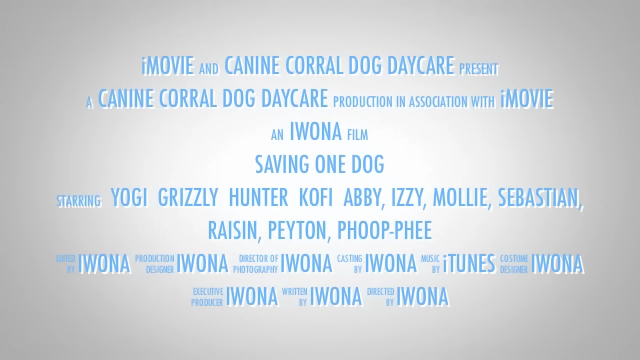 iMOVIE AND CANINE CORRAL DOG DAYCARE PRESENT
A CANINE CORRAL DOG DAYCARE PRODUCTION IN ASSOCIATION WITH iMOVIE
AN IWONA FILM
SAVING ONE DOG
STARRING YOGI GRIZZLY HUNTER KOFI ABBY, IZZY, MOLLIE, SEBASTIAN,
RAISIN, PEYTON, PHOOP-PHEE
EDITED BY IWONA PRODUCTION DESIGNER IWONA DIRECTOR OF PHOTOGRAPHY IWONA CASTING BY IWONA MUSIC BY iTUNES COSTUME DESIGNER IWONA
EXECUTIVE PRODUCER IWONA WRITTEN BY IWONA DIRECTED BY IWONA